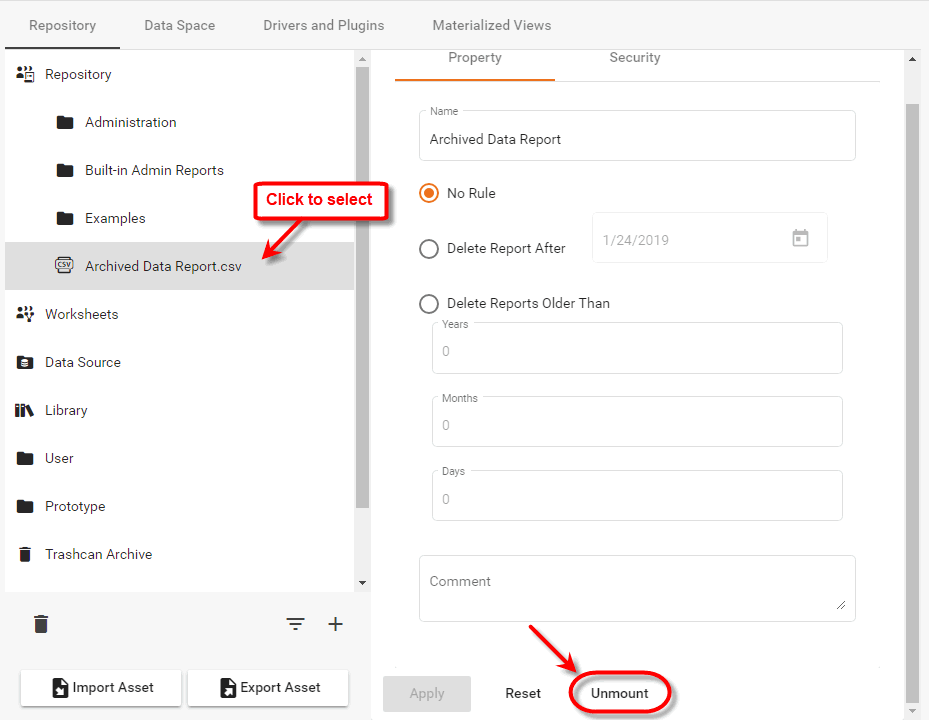 Repository Data Space Drivers and Plugins Materialized Views
Repository
Administration
Built-in Admin Reports
Examples
Click to select
CSV Archived Data Report.csv
Worksheets
Data Source
Library
User
Prototype
Trashcan Archive
Import Asset Export Asset
Property Security
Name
Archived Data Report
No Rule
Delete Report After 1/24/2019
Delete Reports Older Than
Years
0
Months
0
Days
0
Comment
Apply Reset Unmount